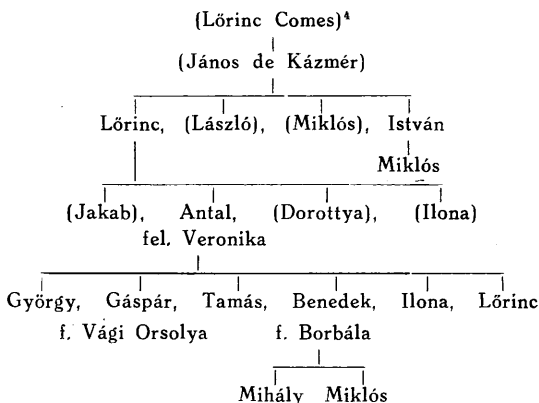 (Lőrinc Comes)⁴
(János de Kázmér)
Lőrinc, (László), (Miklós), István
Miklós
(Jakab), Antal, (Dorottya), (Ilona)
fel. Veronika
György, Gáspár, Tamás, Benedek, Ilona, Lőrinc
f. Vági Orsolya f. Borbála
Mihály Miklós